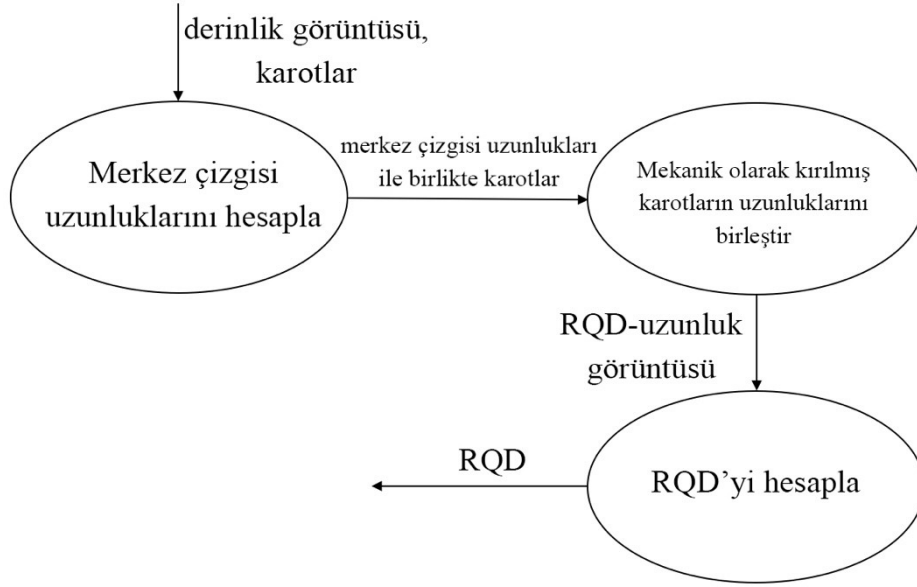 derinlik görüntüsü,
karotlar
Merkez çizgisi
uzunluklarını hesapla
merkez çizgisi uzunlukları
ile birlikte karotlar
Mekanik olarak kırılmış
karotların uzunluklarını
birleştir
RQD-uzunluk
görüntüsü
RQD
RQD’yi hesapla